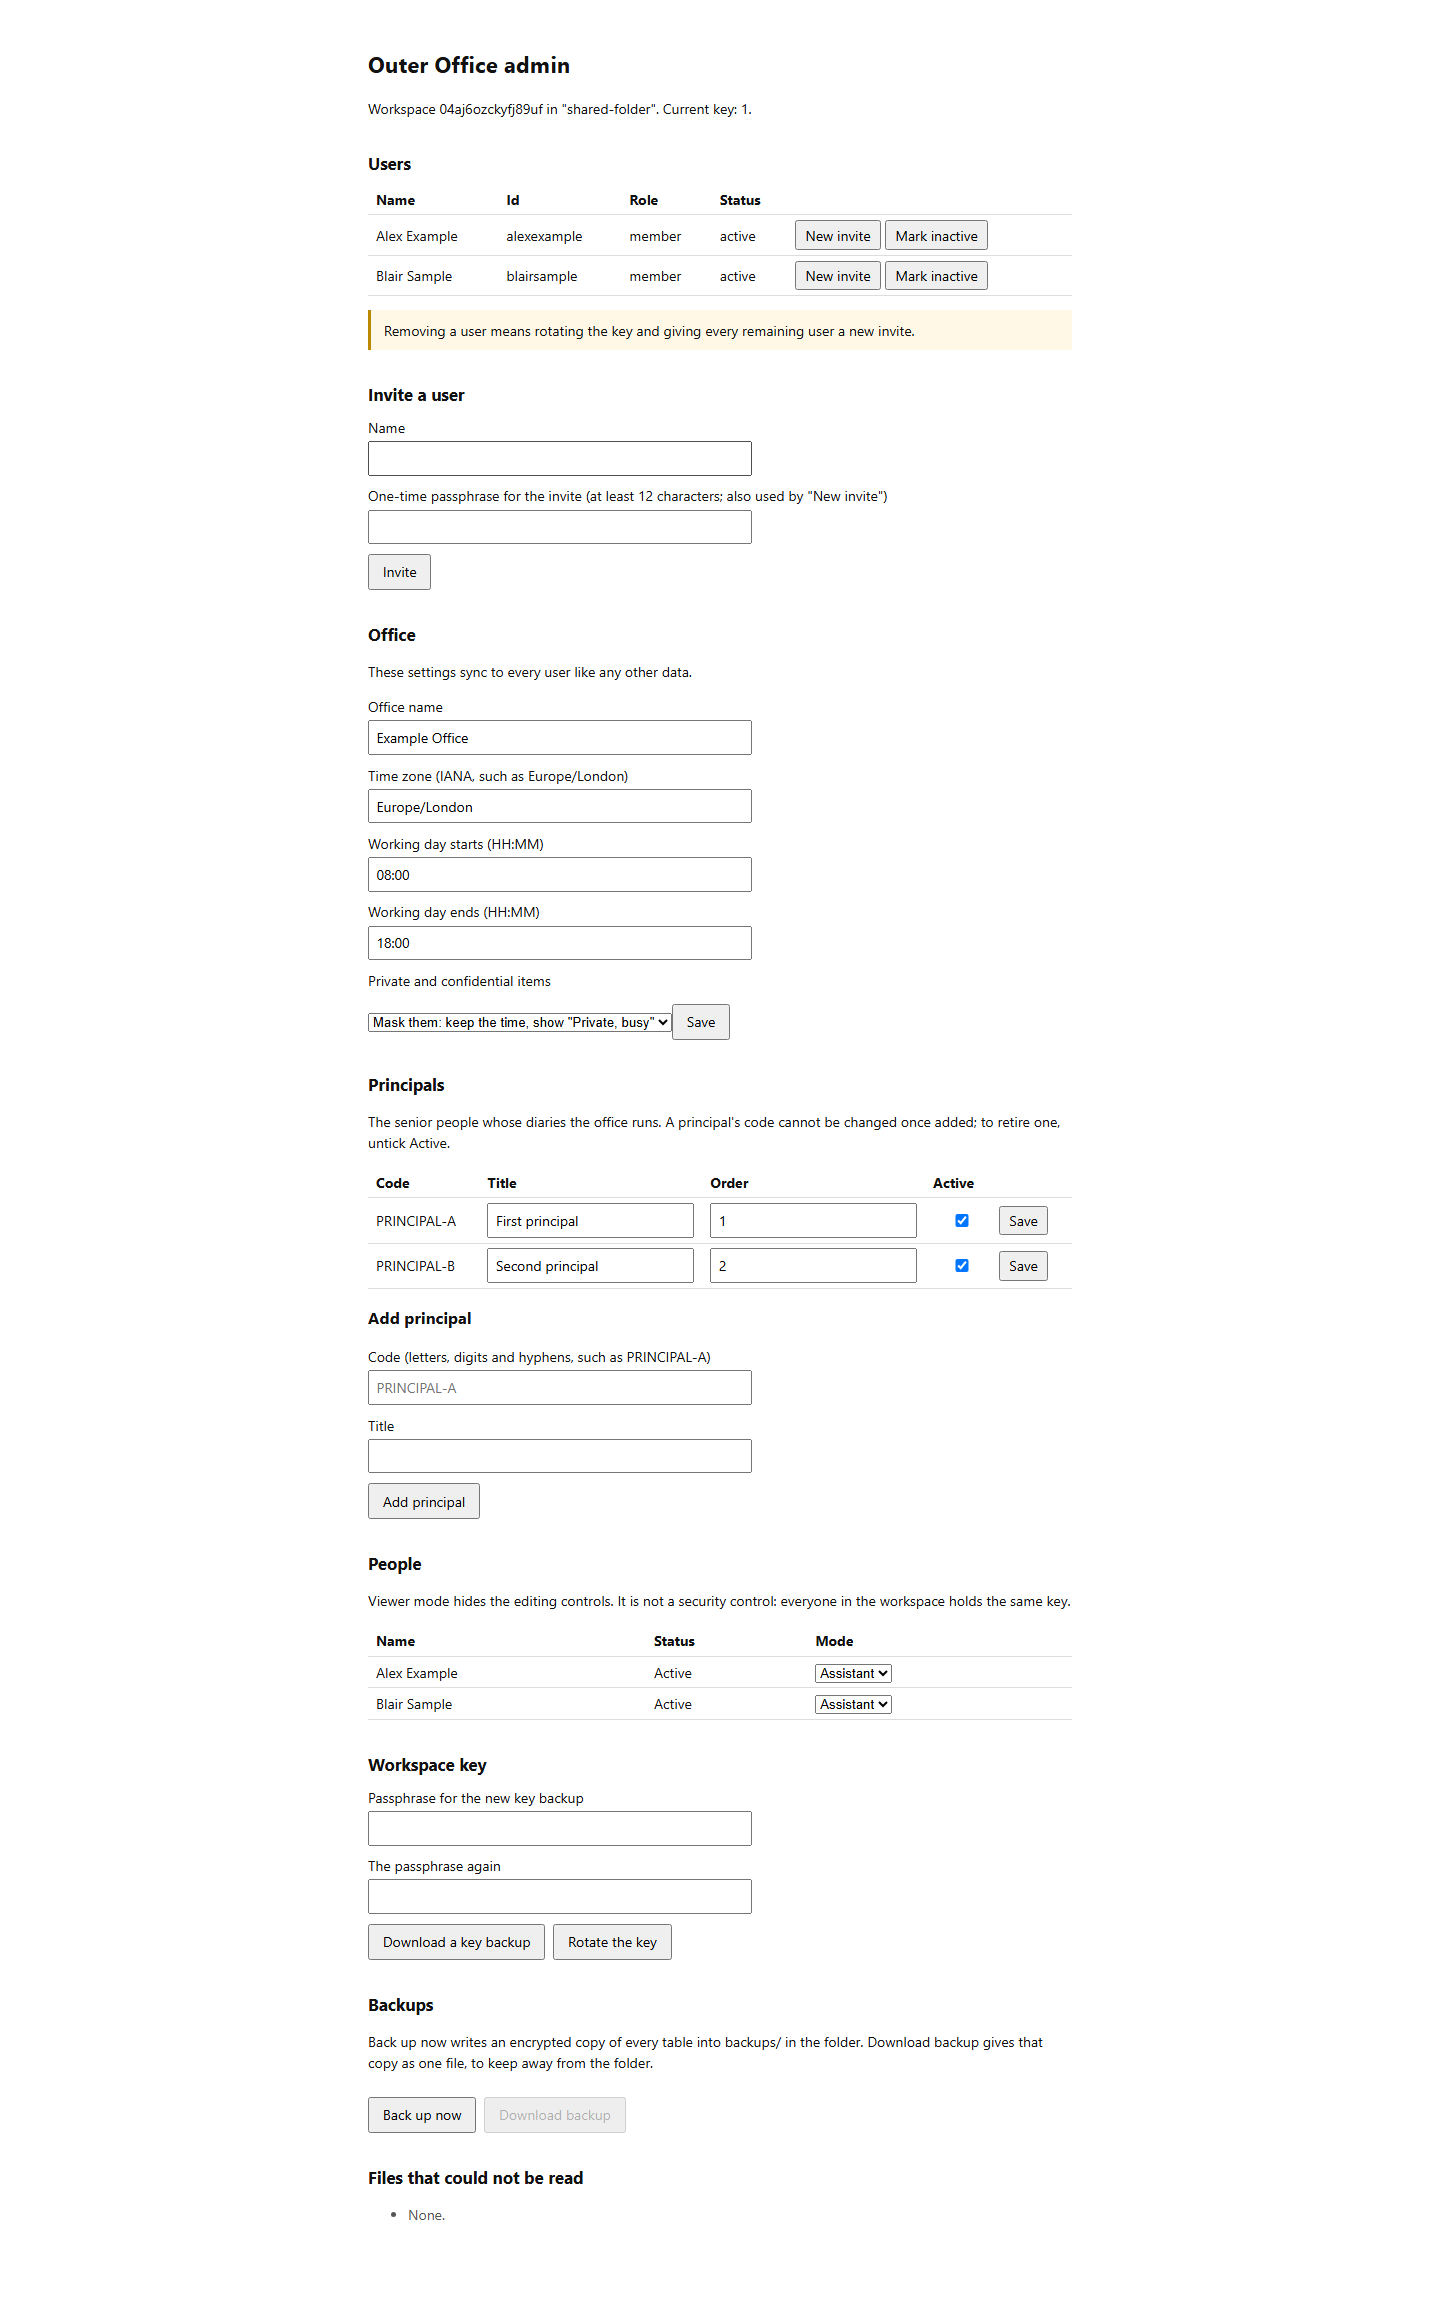 Outer Office admin
Workspace 04aj6ozckyfj89uf in "shared-folder". Current key: 1.
Users
Name Id Role Status
Alex Example alexexample member active New invite Mark inactive
Blair Sample blairsample member active New invite Mark inactive
Removing a user means rotating the key and giving every remaining user a new invite.
Invite a user
Name
One-time passphrase for the invite (at least 12 characters; also used by "New invite")
Invite
Office
These settings sync to every user like any other data.
Office name
Example Office
Time zone (IANA, such as Europe/London)
Europe/London
Working day starts (HH:MM)
08:00
Working day ends (HH:MM)
18:00
Private and confidential items
Mask them: keep the time, show "Private, busy" Save
Principals
The senior people whose diaries the office runs. A principal's code cannot be changed once added; to retire one,
untick Active.
Code Title Order Active
PRINCIPAL-A First principal 1 Save
PRINCIPAL-B Second principal 2 Save
Add principal
Code (letters, digits and hyphens, such as PRINCIPAL-A)
PRINCIPAL-A
Title
Add principal
People
Viewer mode hides the editing controls. It is not a security control: everyone in the workspace holds the same key.
Name Status Mode
Alex Example Active Assistant
Blair Sample Active Assistant
Workspace key
Passphrase for the new key backup
The passphrase again
Download a key backup Rotate the key
Backups
Back up now writes an encrypted copy of every table into backups/ in the folder. Download backup gives that
copy as one file, to keep away from the folder.
Back up now Download backup
Files that could not be read
• None.